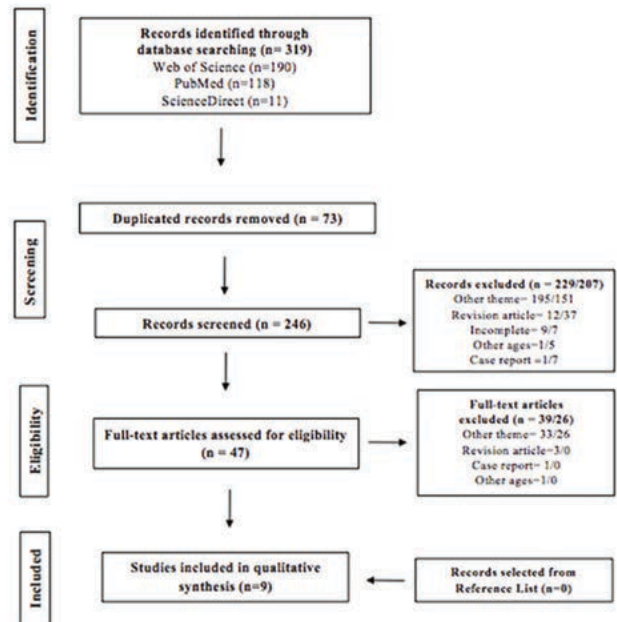 Identification
Records identified through
database searching (n= 319)
Web of Science (n=190)
PubMed (n=118)
ScienceDirect (n=11)
Screening
Duplicated records removed (n = 73)
Records screened (n = 246)
Records excluded (n = 229/207)
Other theme= 195/151
Revision article= 12/37
Incomplete= 9/7
Other ages=1/5
Case report =1/7
Eligibility
Full-text articles assessed for eligibility
(n = 47)
Full-text articles
excluded (n = 39/26)
Other theme= 33/26
Revision article=3/0
Case report= 1/0
Other ages=1/0
Included
Studies included in qualitative
synthesis (n=9)
Records selected from
Reference List (n=0)